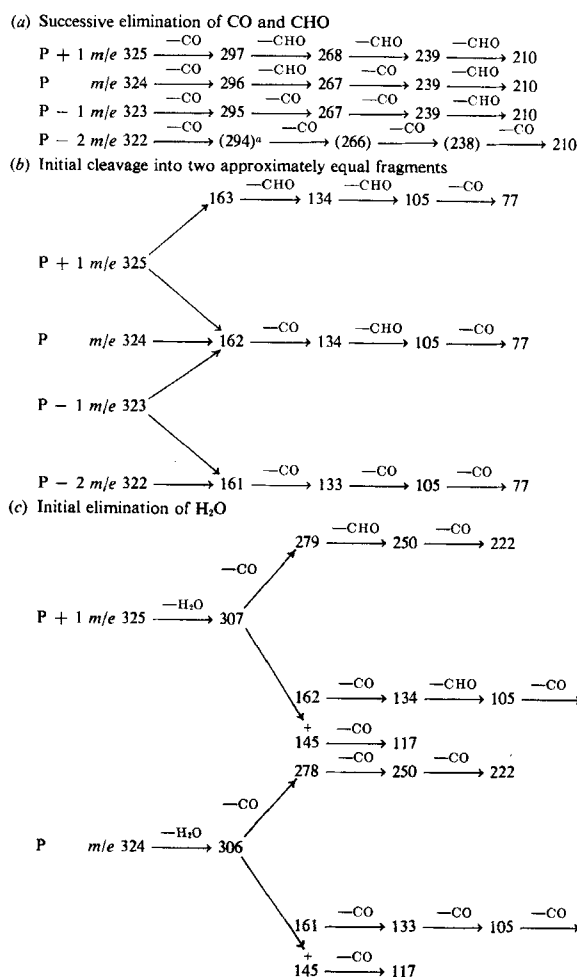 (a) Successive elimination of CO and CHO
—CO —CHO —CHO —CHO
P + 1 m/e 325 → 297 → 268 → 239 → 210
—CO —CHO —CO —CHO
P m/e 324 → 296 → 267 → 239 → 210
—CO —CO —CO —CHO
P − 1 m/e 323 → 295 → 267 → 239 → 210
—CO —CO —CO
P − 2 m/e 322 → (294)ᵃ → (266) → (238) → 210
(b) Initial cleavage into two approximately equal fragments
—CHO —CHO —CO
163 → 134 → 105 → 77
P + 1 m/e 325
—CO —CHO —CO
P m/e 324 → 162 → 134 → 105 → 77
P − 1 m/e 323
—CO —CO —CO
P − 2 m/e 322 → 161 → 133 → 105 → 77
(c) Initial elimination of H₂O
—CHO —CO
279 → 250 → 222
—CO
—H₂O
P + 1 m/e 325 → 307
—CO —CHO —CO
162 → 134 → 105 →
+ —CO
145 → 117
—CO —CO
278 → 250 → 222
—CO
—H₂O
P m/e 324 → 306
—CO —CO —CO
161 → 133 → 105 →
+ —CO
145 → 117